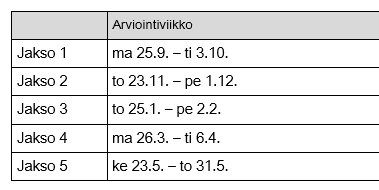 Arviointiviikko
Jakso 1 ma 25.9. – ti 3.10.
Jakso 2 to 23.11. – pe 1.12.
Jakso 3 to 25.1. – pe 2.2.
Jakso 4 ma 26.3. – ti 6.4.
Jakso 5 ke 23.5. – to 31.5.